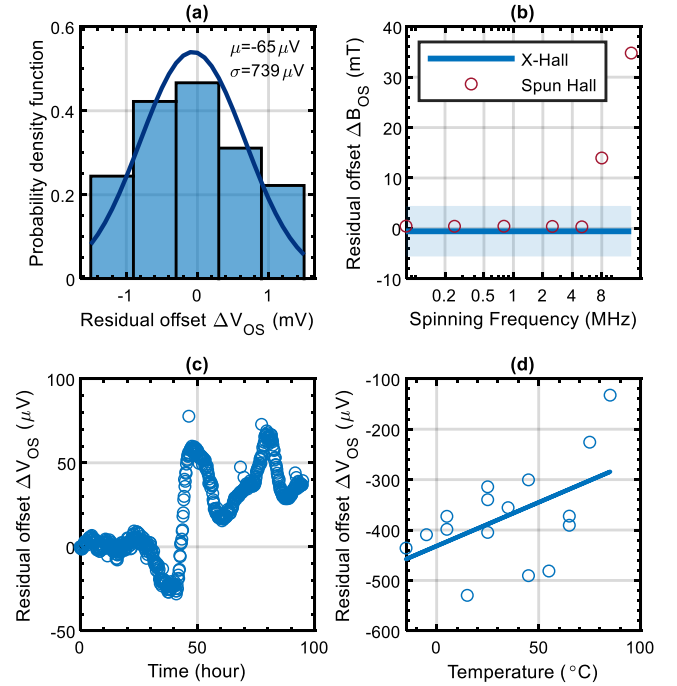 (a)
μ=-65μV
σ=739μV
0.6
0.4
0.2
0
Probability density function
-1
0
1
Residual offset ΔV_OS (mV)
(b)
X-Hall
Spun Hall
40
30
20
10
0
-10
Residual offset ΔB_OS (mT)
0.2
0.5
1
2
4
8
Spinning Frequency (MHz)
(c)
100
50
0
-50
Residual offset ΔV_OS (μV)
0
50
100
Time (hour)
(d)
-100
-200
-300
-400
-500
-600
Residual offset ΔV_OS (μV)
0
50
100
Temperature (°C)